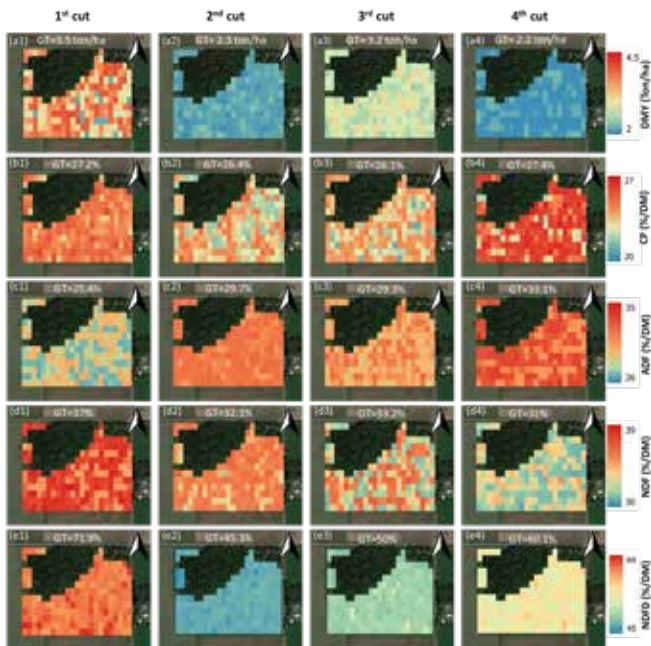 1st cut 2nd cut 3rd cut 4th cut
(a1) GT=3.5 ton/ha (a2) GT= 2.3 ton/ha (a3) GT=3.2 ton/ha (a4) GT= 2.2 ton/ha
4.5
2
DMY (Ton/ha)
(b1) GT=27.2% (b2) GT=26.4% (b3) GT=26.1% (b4) GT=27.4%
27
20
CP (%/DM)
(c1) GT=25.4% (c2) GT=29.7% (c3) GT=29.3% (c4) GT=33.1%
35
26
ADF (%/DM)
(d1) GT=37% (d2) GT=32.1% (d3) GT=33.2% (d4) GT=31%
39
30
NDF (%/DM)
(e1) GT=71.9% (e2) GT=45.3% (e3) GT=50% (e4) GT=60.1%
45
NDFD (%/DM)